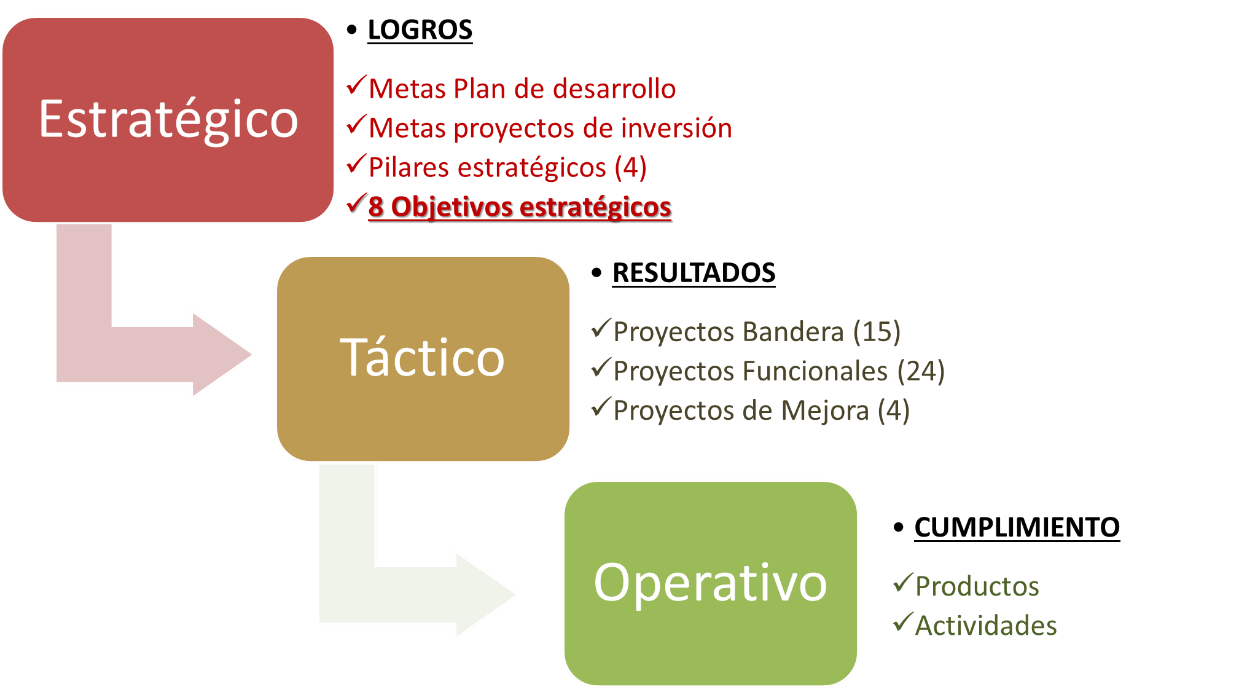 Estratégico
• LOGROS
✓Metas Plan de desarrollo
✓Metas proyectos de inversión
✓Pilares estratégicos (4)
✓8 Objetivos estratégicos
Táctico
• RESULTADOS
✓Proyectos Bandera (15)
✓Proyectos Funcionales (24)
✓Proyectos de Mejora (4)
Operativo
• CUMPLIMIENTO
✓Productos
✓Actividades